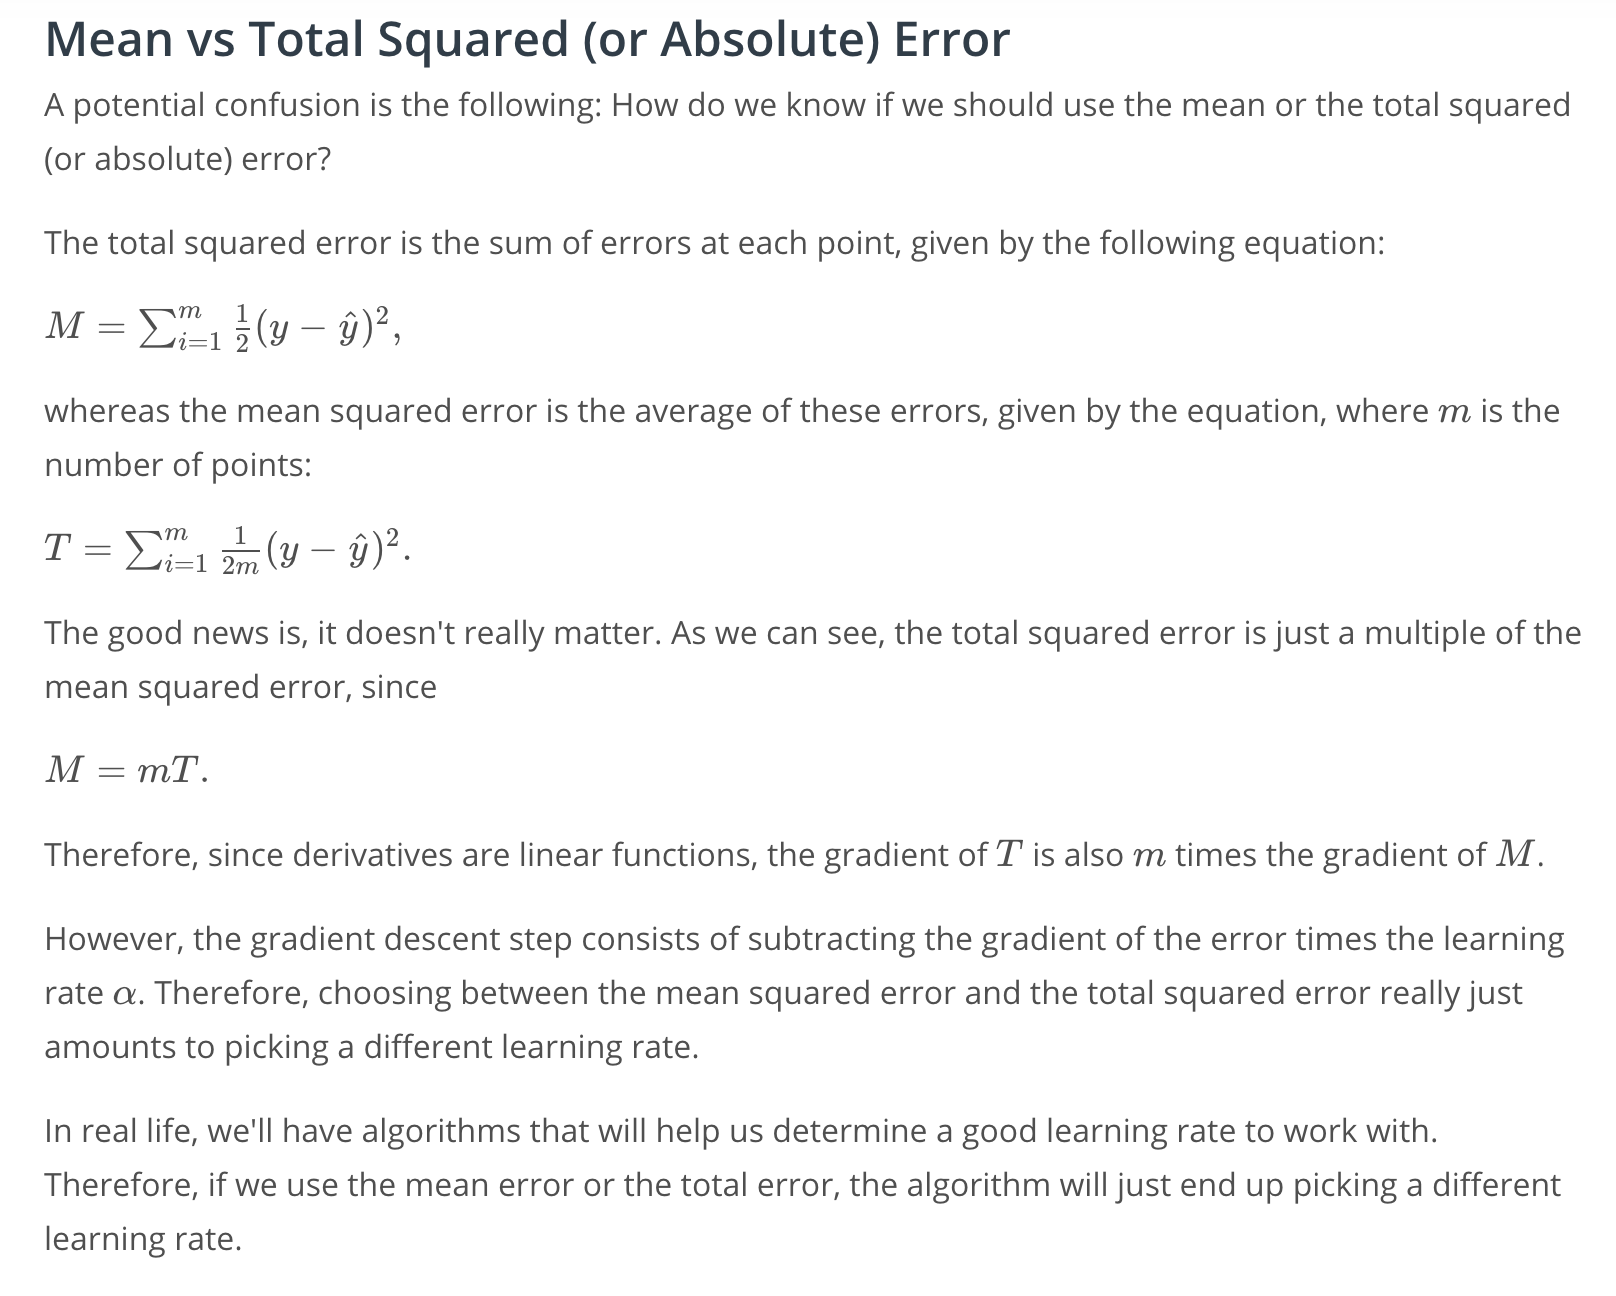 Mean vs Total Squared (or Absolute) Error
A potential confusion is the following: How do we know if we should use the mean or the total squared
(or absolute) error?
The total squared error is the sum of errors at each point, given by the following equation:
M = ∑_{i=1}^{m} \frac{1}{2}(y − ŷ)²,
whereas the mean squared error is the average of these errors, given by the equation, where m is the
number of points:
T = ∑_{i=1}^{m} \frac{1}{2m}(y − ŷ)².
The good news is, it doesn't really matter. As we can see, the total squared error is just a multiple of the
mean squared error, since
M = mT.
Therefore, since derivatives are linear functions, the gradient of T is also m times the gradient of M.
However, the gradient descent step consists of subtracting the gradient of the error times the learning
rate α. Therefore, choosing between the mean squared error and the total squared error really just
amounts to picking a different learning rate.
In real life, we'll have algorithms that will help us determine a good learning rate to work with.
Therefore, if we use the mean error or the total error, the algorithm will just end up picking a different
learning rate.